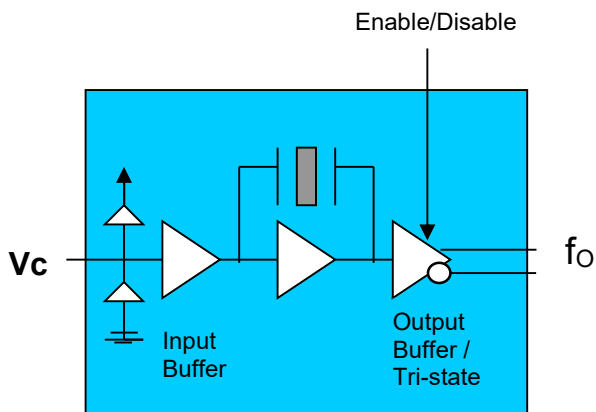 Enable/Disable
Vc
fO
Input
Buffer
Output
Buffer /
Tri-state